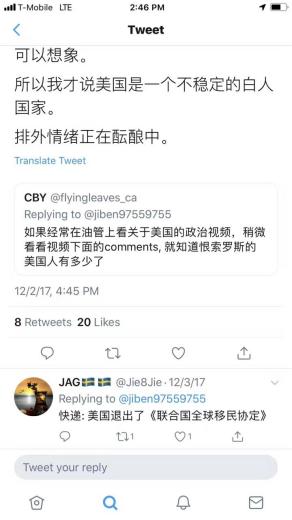 T-Mobile LTE 2:46 PM
Tweet
可以想象。
所以我才说美国是一个不稳定的白人
国家。
排外情绪正在酝酿中。
Translate Tweet
CBY @flyingleaves_ca
Replying to @jiben97559755
如果经常在油管上看关于美国的政治视频，稍微
看看视频下面的comments, 就知道恨索罗斯的
美国人有多少了
12/2/17, 4:45 PM
8 Retweets 20 Likes
JAG🇸🇪🇸🇪 @Jie8Jie · 12/3/17
Replying to @jiben97559755
快递: 美国退出了《联合国全球移民协定》
1 1
Tweet your reply